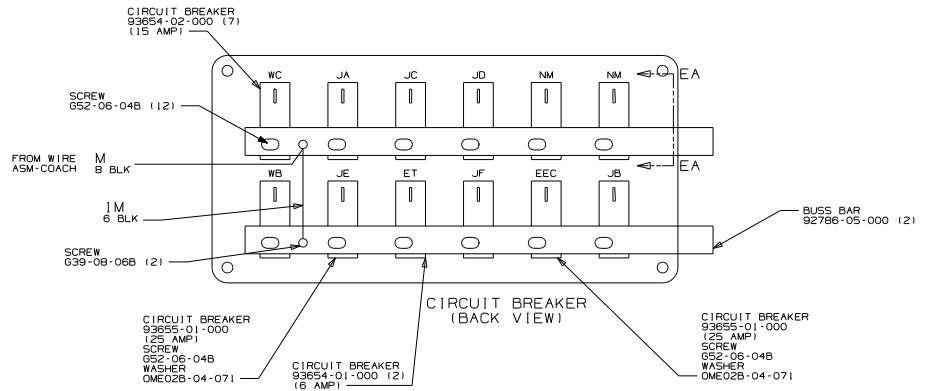 CIRCUIT BREAKER
93654-02-000 (7)
(15 AMP)
WC JA JC JD NM NM
EA
SCREW
G52-06-04B (12)
FROM WIRE
ASM-COACH
M
8 BLK
EA
WB JE ET JF EEC JB
1M
6 BLK
BUSS BAR
92786-05-000 (2)
SCREW
G39-08-06B (2)
CIRCUIT BREAKER
(BACK VIEW)
CIRCUIT BREAKER
93655-01-000
(25 AMP)
SCREW
G52-06-04B
WASHER
OME02B-04-071
CIRCUIT BREAKER
93654-01-000 (2)
(6 AMP)
CIRCUIT BREAKER
93655-01-000
(25 AMP)
SCREW
G52-06-04B
WASHER
OME02B-04-071